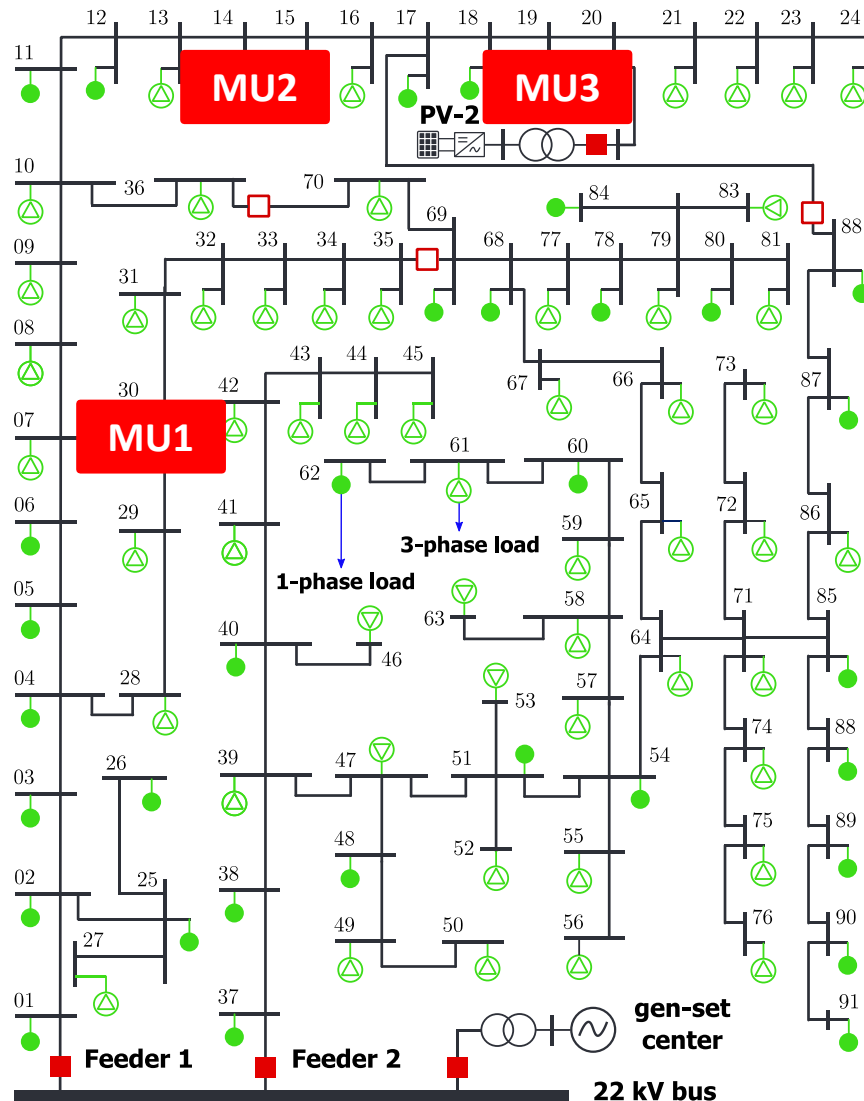 12 13 14 15 16 17 18 19 20 21 22 23 24
11
MU2 MU3
PV-2
10 36 70 84 83
88
69
32 33 34 35 68 77 78 79 80 81
09
31
08
43 44 45 73
30 42 67 66 87
MU1
07
62 61 60
06 65 72 86
29 41 59
3-phase load
1-phase load
05 63 58 71 85
40 46 64
04 28 57
53
26 39 47 51 54 74 88
03
48 52 55 75 89
02 25 38
27 49 50 56 76 90
01 37 gen-set
center 91
Feeder 1 Feeder 2
22 kV bus